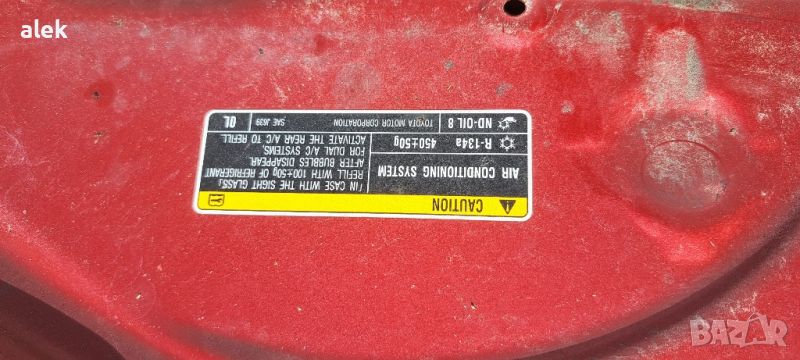 alek
CAUTION
AIR CONDITIONING SYSTEM
R-134a 450±50g
ND-OIL 8
[IN CASE WITH THE SIGHT GLASS]
REFILL WITH 100±50g OF REFRIGERANT
AFTER BUBBLES DISAPPEAR.
FOR DUAL A/C SYSTEMS,
ACTIVATE THE REAR A/C TO REFILL.
TOYOTA MOTOR CORPORATION
SAE J639
0L
BAZAR